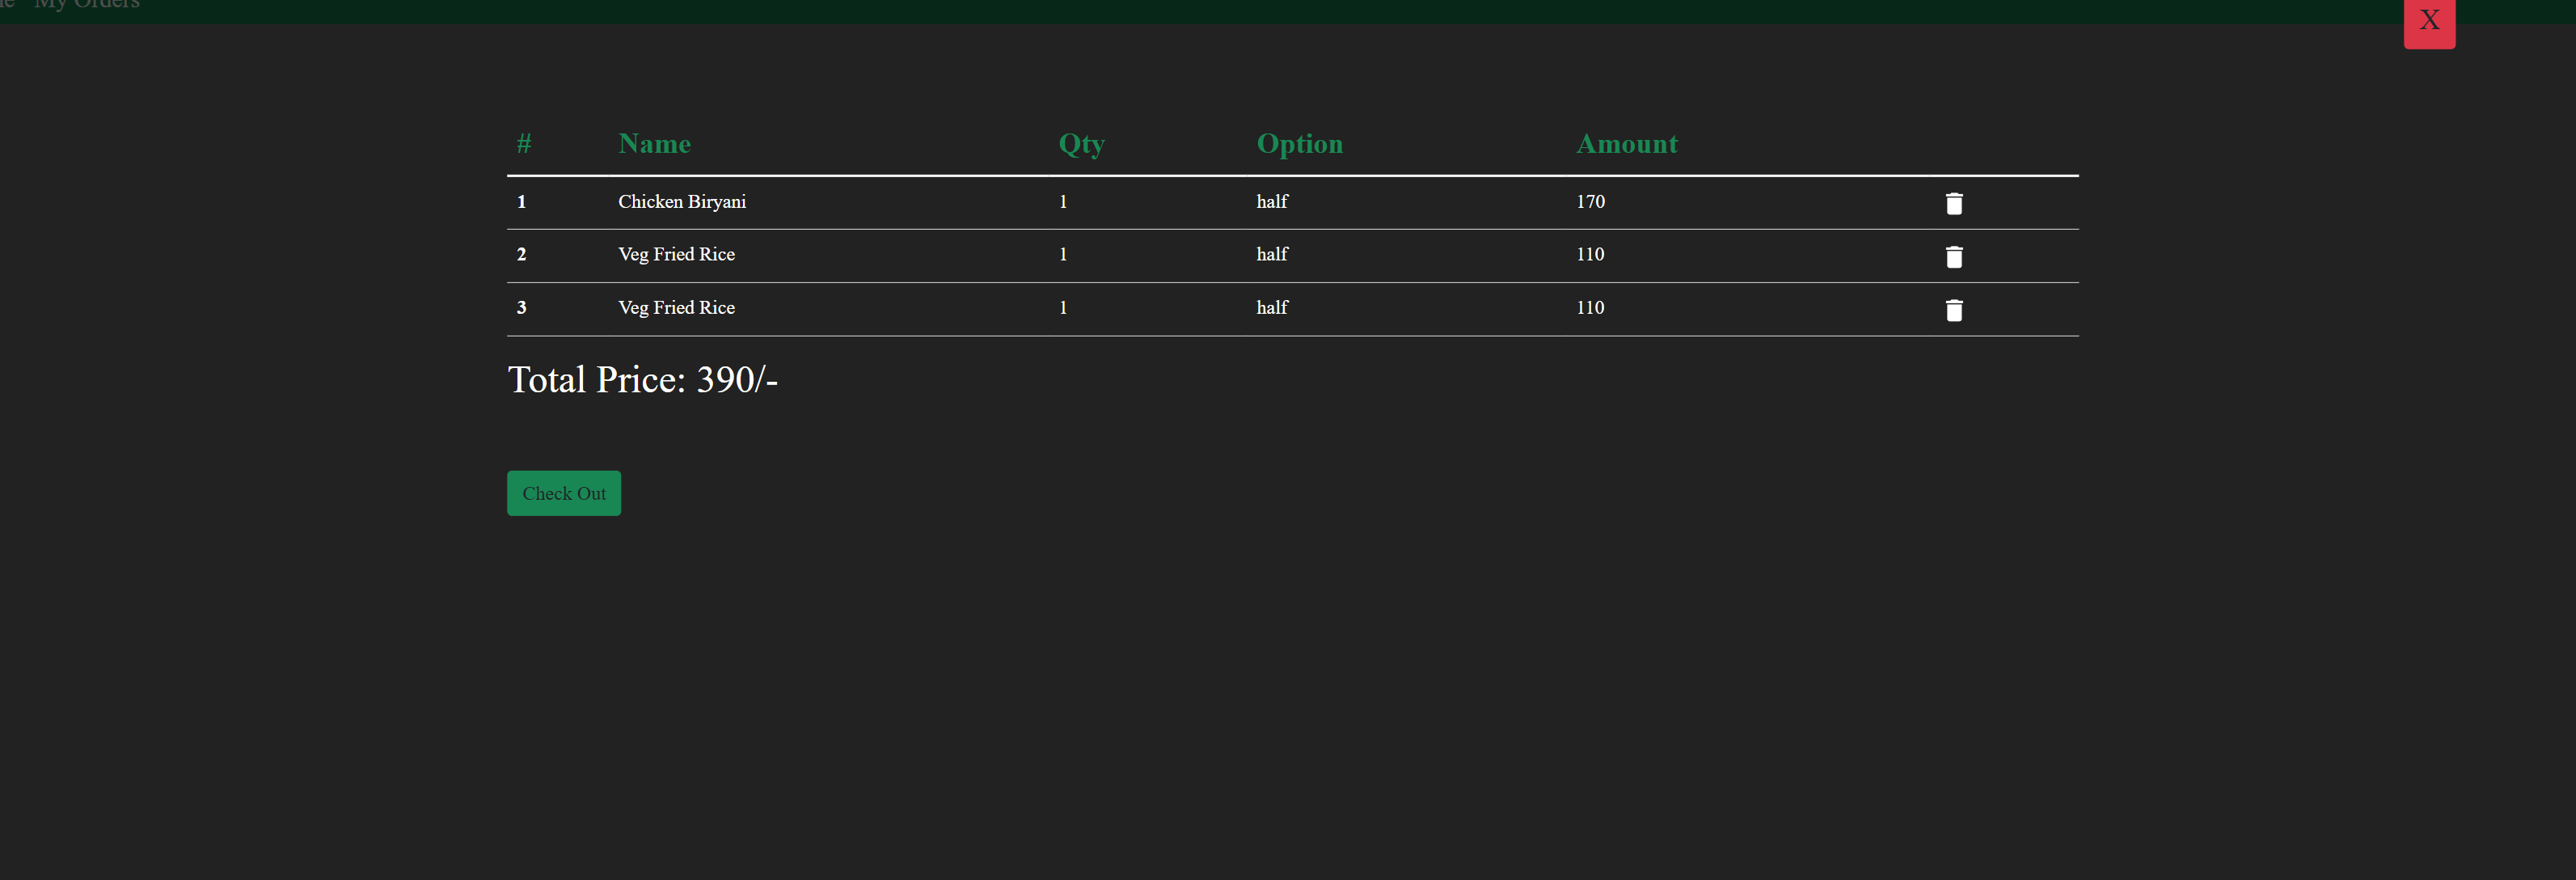 My Orders
X
# Name Qty Option Amount
1 Chicken Biryani 1 half 170
2 Veg Fried Rice 1 half 110
3 Veg Fried Rice 1 half 110
Total Price: 390/-
Check Out